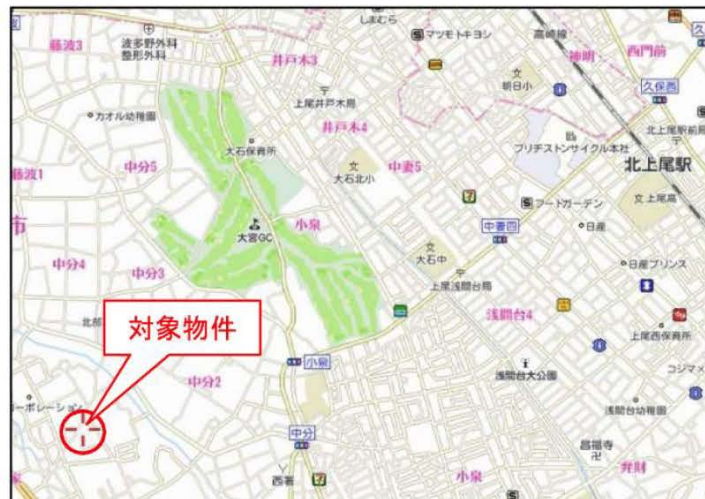 しまむら
藤波3
波多野外科
整形外科
マツモトキヨシ
高崎線
神明
西門前
井戸木3
久保西
文
朝日小
上尾井戸木局
カオル幼稚園
井戸木4
ブリヂストンサイクル本社
北上尾駅前局
大石保育所
北上尾駅
中分5
文
大石北小
中妻5
藤波1
フードガーデン
文 上尾高
小泉
市
大宮GC
中妻四
日産
文
大石中
中分4
中分3
日産プリンス
上尾浅間台局
北部
対象物件
浅間台4
上尾西保育所
小泉
浅間台大公園
コジマ
中分2
ーポレーション
浅間台幼稚園
中分
昌福寺
卍
西署
小泉
弁財